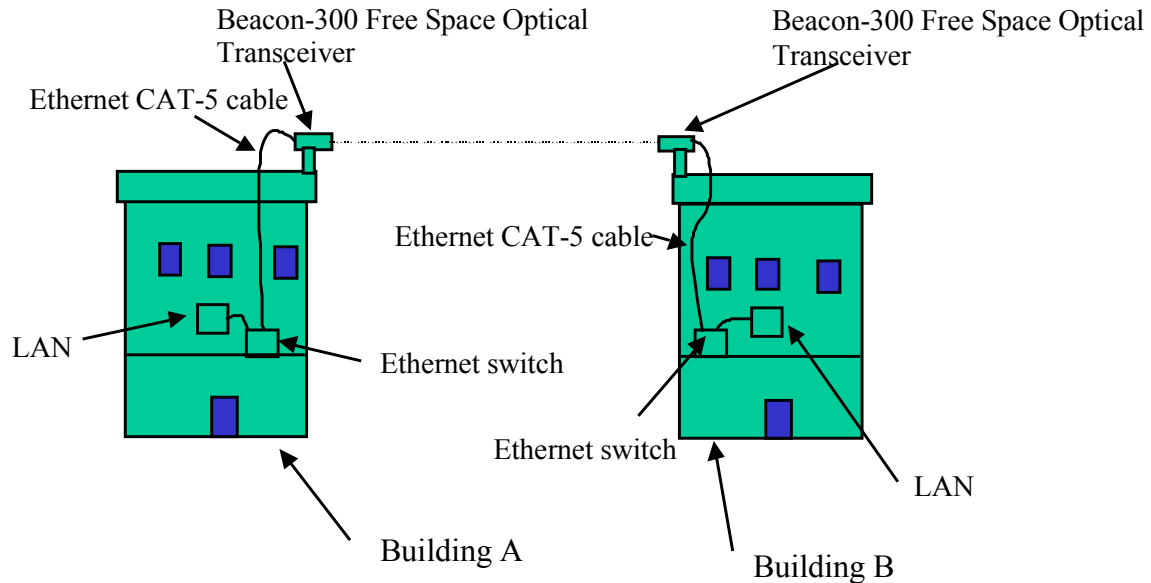 Beacon-300 Free Space Optical
Transceiver
Beacon-300 Free Space Optical
Transceiver
Ethernet CAT-5 cable
Ethernet CAT-5 cable
LAN
Ethernet switch
Ethernet switch
LAN
Building A
Building B